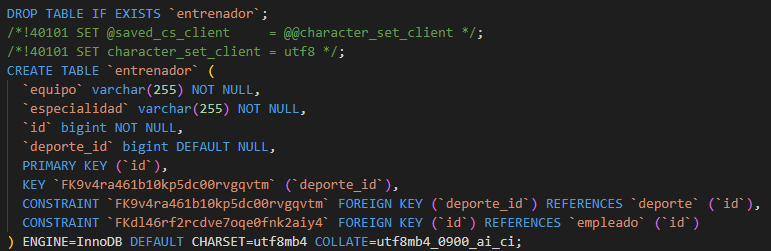 DROP TABLE IF EXISTS `entrenador`;
/*!40101 SET @saved_cs_client     = @@character_set_client */;
/*!40101 SET character_set_client = utf8 */;
CREATE TABLE `entrenador` (
  `equipo` varchar(255) NOT NULL,
  `especialidad` varchar(255) NOT NULL,
  `id` bigint NOT NULL,
  `deporte_id` bigint DEFAULT NULL,
  PRIMARY KEY (`id`),
  KEY `FK9v4ra461b10kp5dc00rvgqvtm` (`deporte_id`),
  CONSTRAINT `FK9v4ra461b10kp5dc00rvgqvtm` FOREIGN KEY (`deporte_id`) REFERENCES `deporte` (`id`),
  CONSTRAINT `FKdl46rf2rcdve7oqe0fnk2aiy4` FOREIGN KEY (`id`) REFERENCES `empleado` (`id`)
) ENGINE=InnoDB DEFAULT CHARSET=utf8mb4 COLLATE=utf8mb4_0900_ai_ci;